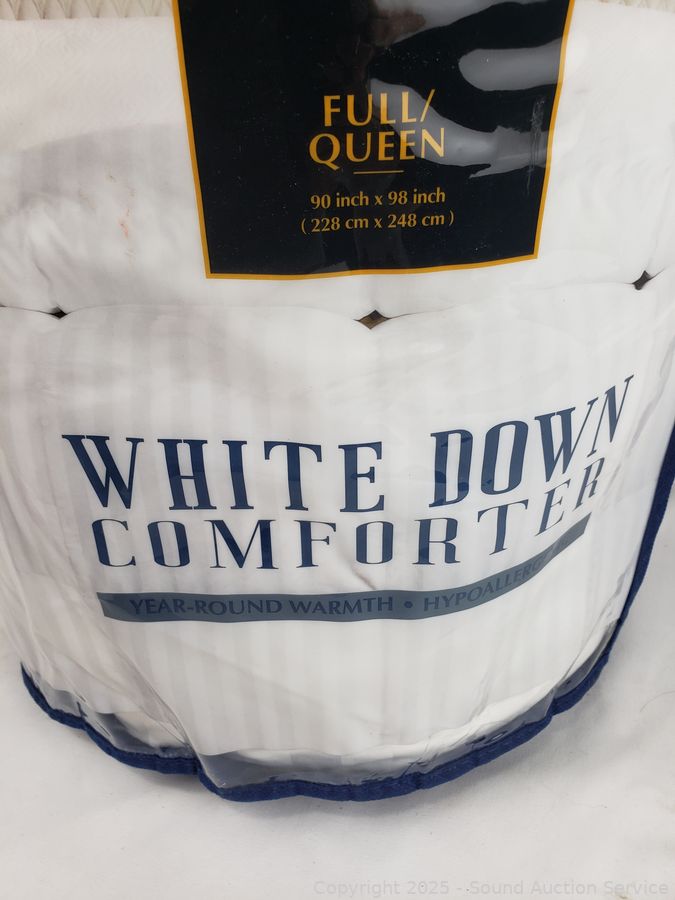 FULL/
QUEEN
90 inch x 98 inch
( 228 cm x 248 cm )
WHITE DOWN
COMFORTER
YEAR-ROUND WARMTH •
Copyright 2025 - Sound Auction Service